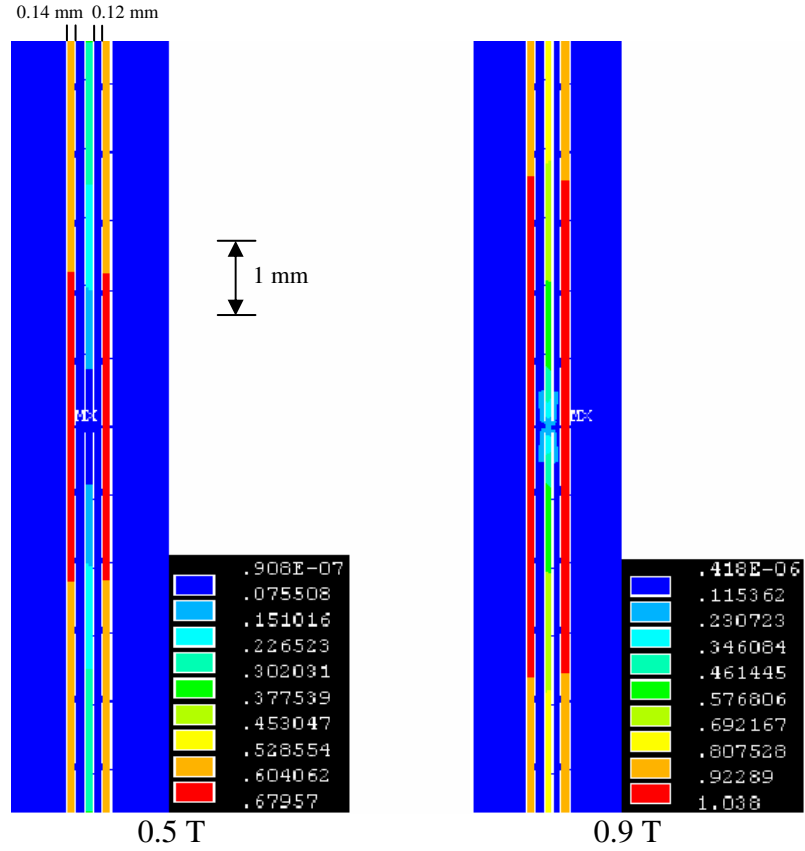 0.14 mm 0.12 mm
1 mm
MX
MX
.908E-07
.075508
.151016
.226523
.302031
.377539
.453047
.528554
.604062
.67957
.418E-06
.115362
.230723
.346084
.461445
.576806
.692167
.807528
.92289
1.038
0.5 T
0.9 T